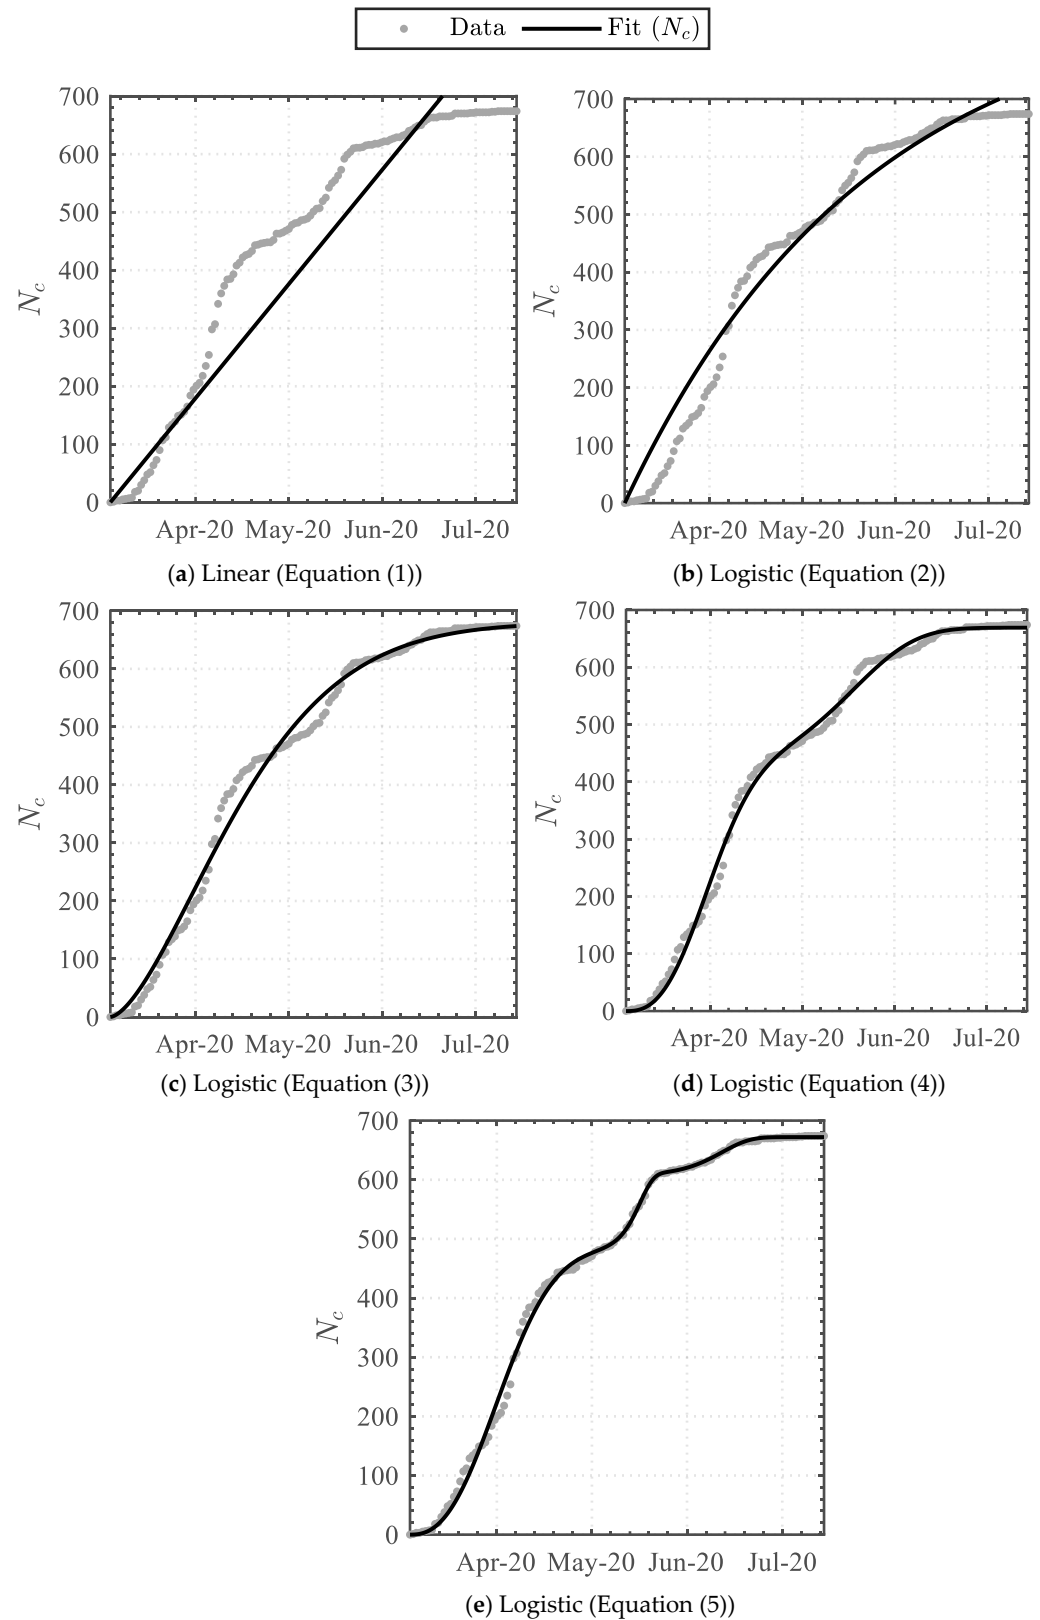 Data Fit (N_c)
700 700
600 600
500 500
400 400
N_c N_c
300 300
200 200
100 100
0 0
Apr-20 May-20 Jun-20 Jul-20 Apr-20 May-20 Jun-20 Jul-20
(a) Linear (Equation (1)) (b) Logistic (Equation (2))
700 700
600 600
500 500
400 400
N_c N_c
300 300
200 200
100 100
0 0
Apr-20 May-20 Jun-20 Jul-20 Apr-20 May-20 Jun-20 Jul-20
(c) Logistic (Equation (3)) (d) Logistic (Equation (4))
700
600
500
400
N_c
300
200
100
0
Apr-20 May-20 Jun-20 Jul-20
(e) Logistic (Equation (5))